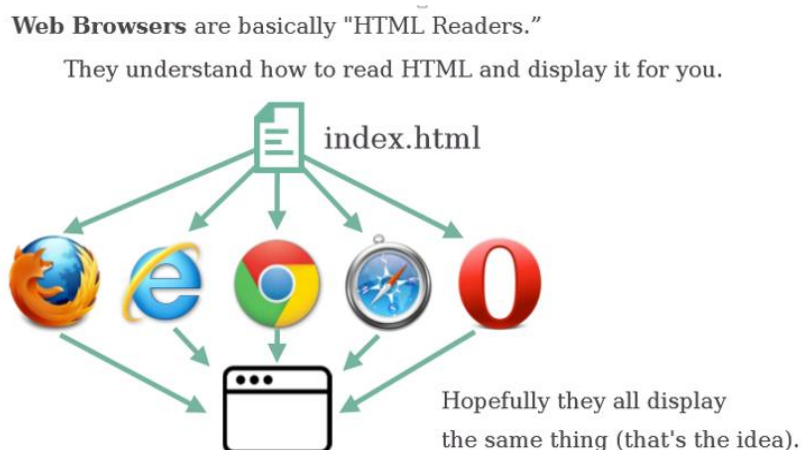 Web Browsers are basically "HTML Readers.”
They understand how to read HTML and display it for you.
index.html
Hopefully they all display
the same thing (that's the idea).